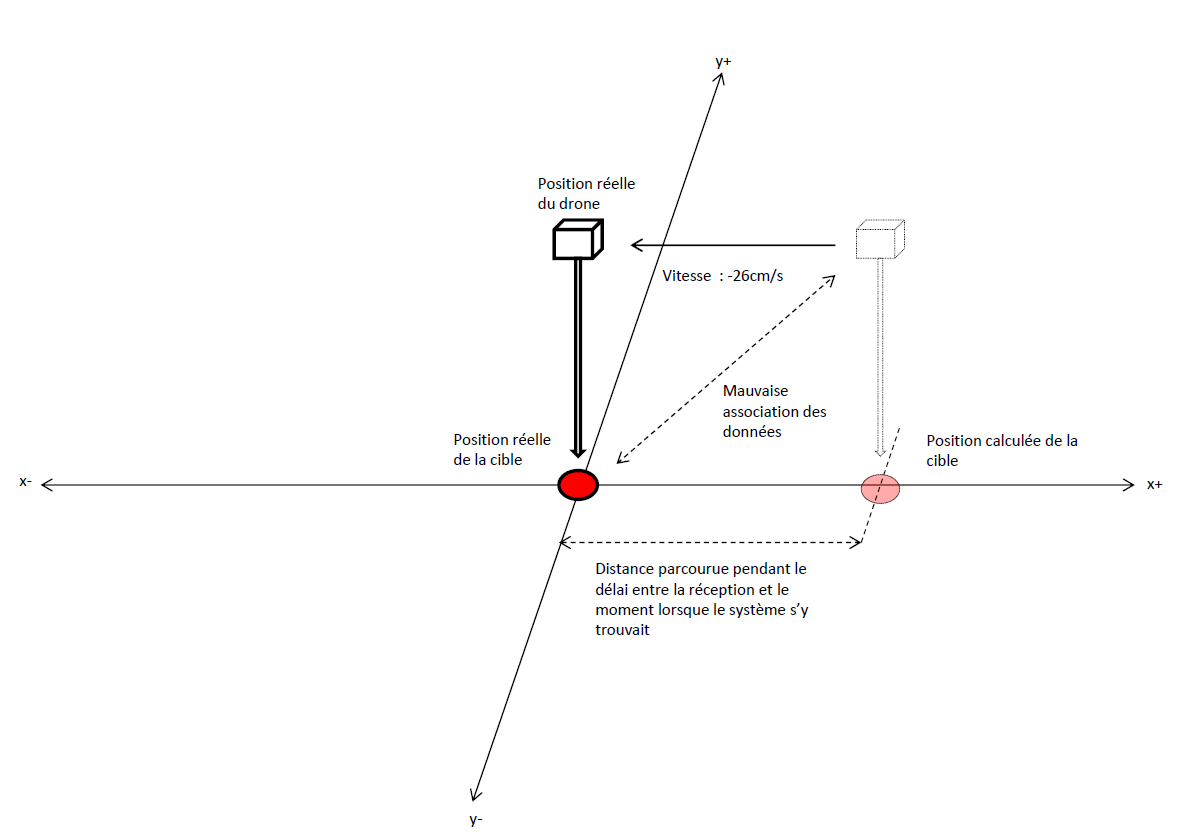 y+
Position réelle
du drone
Vitesse : -26cm/s
Mauvaise
association des
données
Position réelle
de la cible
Position calculée de la
cible
x-
x+
Distance parcourue pendant le
délai entre la réception et le
moment lorsque le système s’y
trouvait
y-